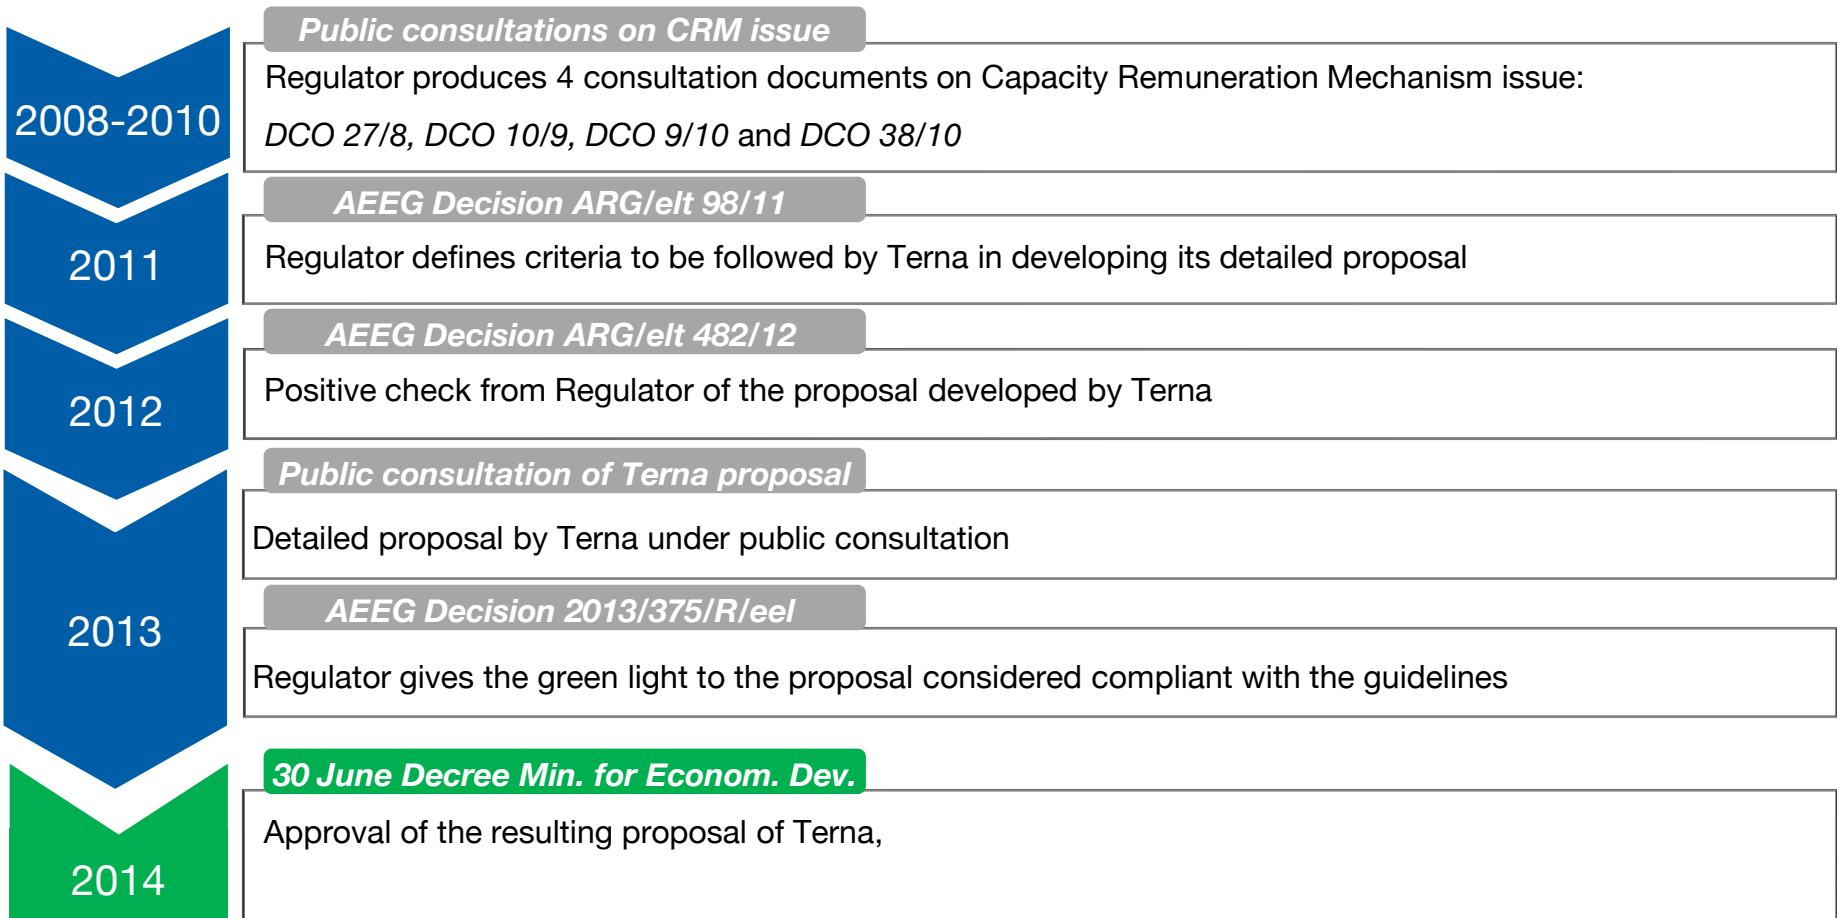 Public consultations on CRM issue
2008-2010
Regulator produces 4 consultation documents on Capacity Remuneration Mechanism issue:
DCO 27/8, DCO 10/9, DCO 9/10 and DCO 38/10
AEEG Decision ARG/elt 98/11
2011
Regulator defines criteria to be followed by Terna in developing its detailed proposal
AEEG Decision ARG/elt 482/12
2012
Positive check from Regulator of the proposal developed by Terna
Public consultation of Terna proposal
Detailed proposal by Terna under public consultation
2013
AEEG Decision 2013/375/R/eel
Regulator gives the green light to the proposal considered compliant with the guidelines
30 June Decree Min. for Econom. Dev.
2014
Approval of the resulting proposal of Terna,